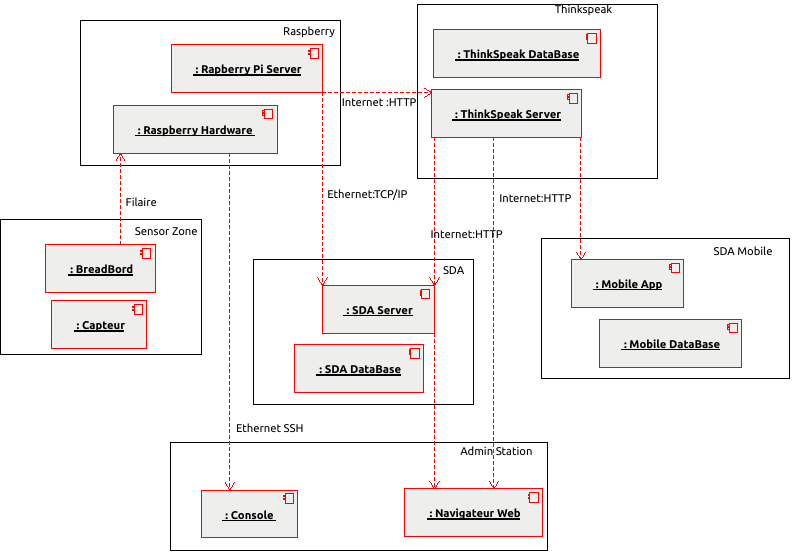 Thinkspeak
Raspberry
: ThinkSpeak DataBase
: Rapberry Pi Server
Internet :HTTP
: ThinkSpeak Server
: Raspberry Hardware
Ethernet:TCP/IP
Internet:HTTP
Filaire
Sensor Zone
Internet:HTTP
SDA Mobile
: BreadBord
SDA
: Mobile App
: Capteur
: SDA Server
: Mobile DataBase
: SDA DataBase
Ethernet SSH
Admin Station
: Console
: Navigateur Web